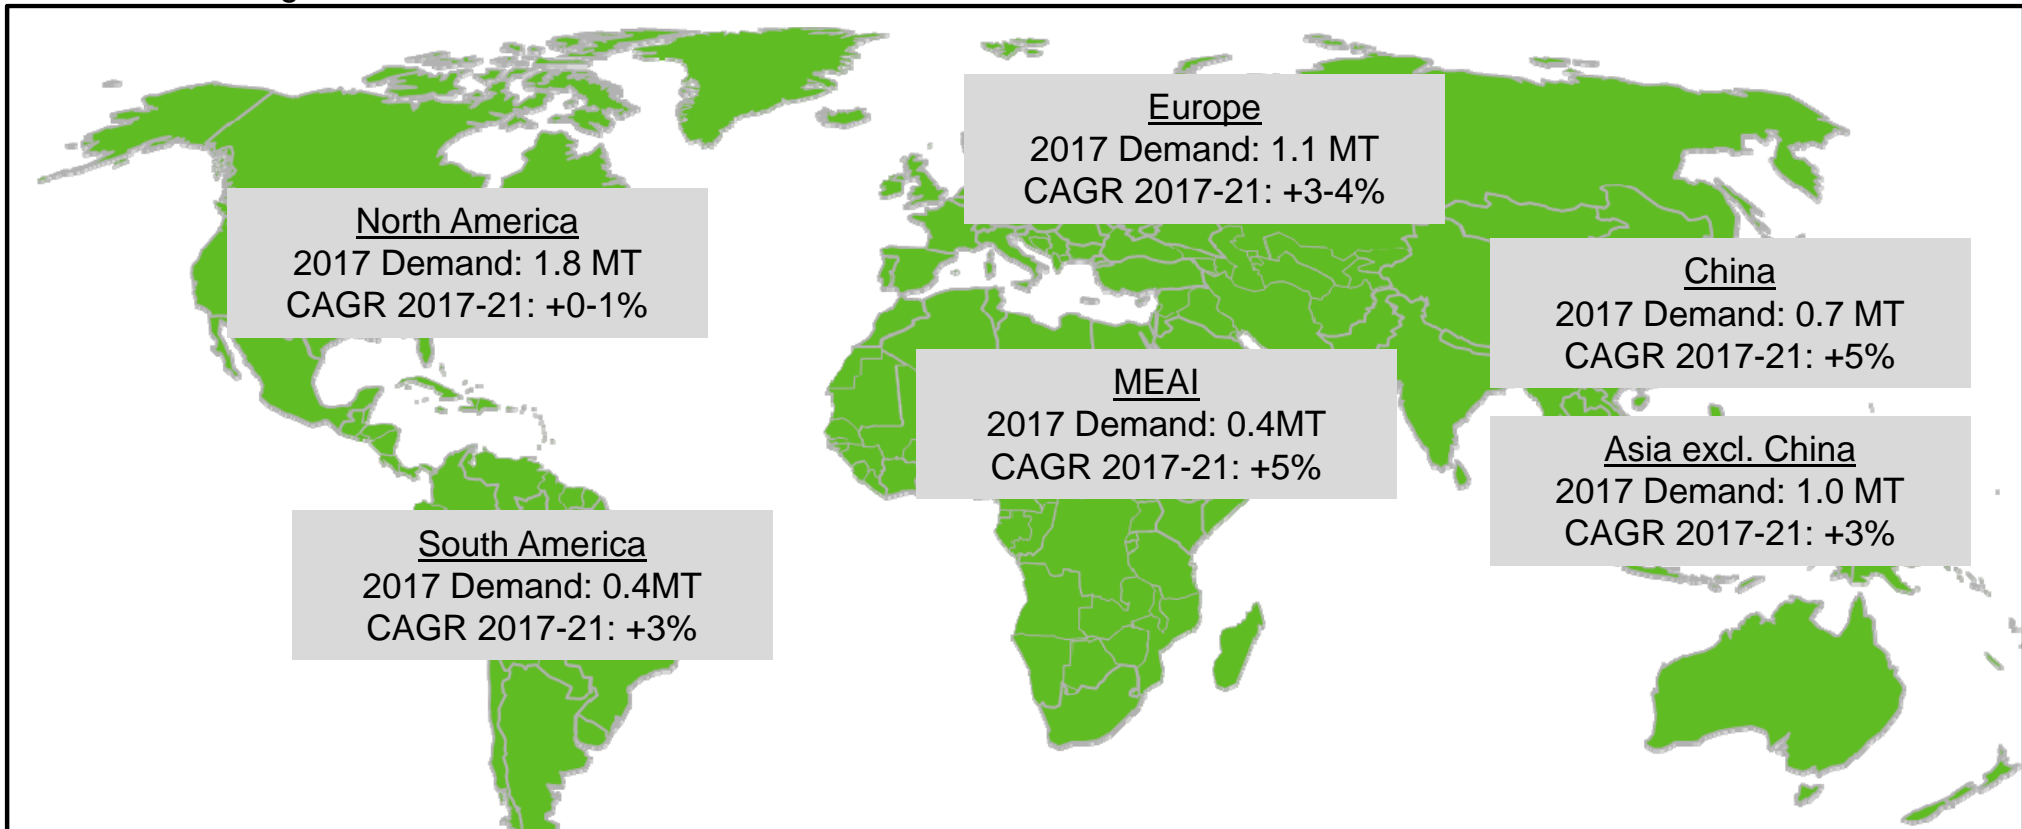 North America
2017 Demand: 1.8 MT
CAGR 2017-21: +0-1%
Europe
2017 Demand: 1.1 MT
CAGR 2017-21: +3-4%
China
2017 Demand: 0.7 MT
CAGR 2017-21: +5%
MEAI
2017 Demand: 0.4MT
CAGR 2017-21: +5%
Asia excl. China
2017 Demand: 1.0 MT
CAGR 2017-21: +3%
South America
2017 Demand: 0.4MT
CAGR 2017-21: +3%